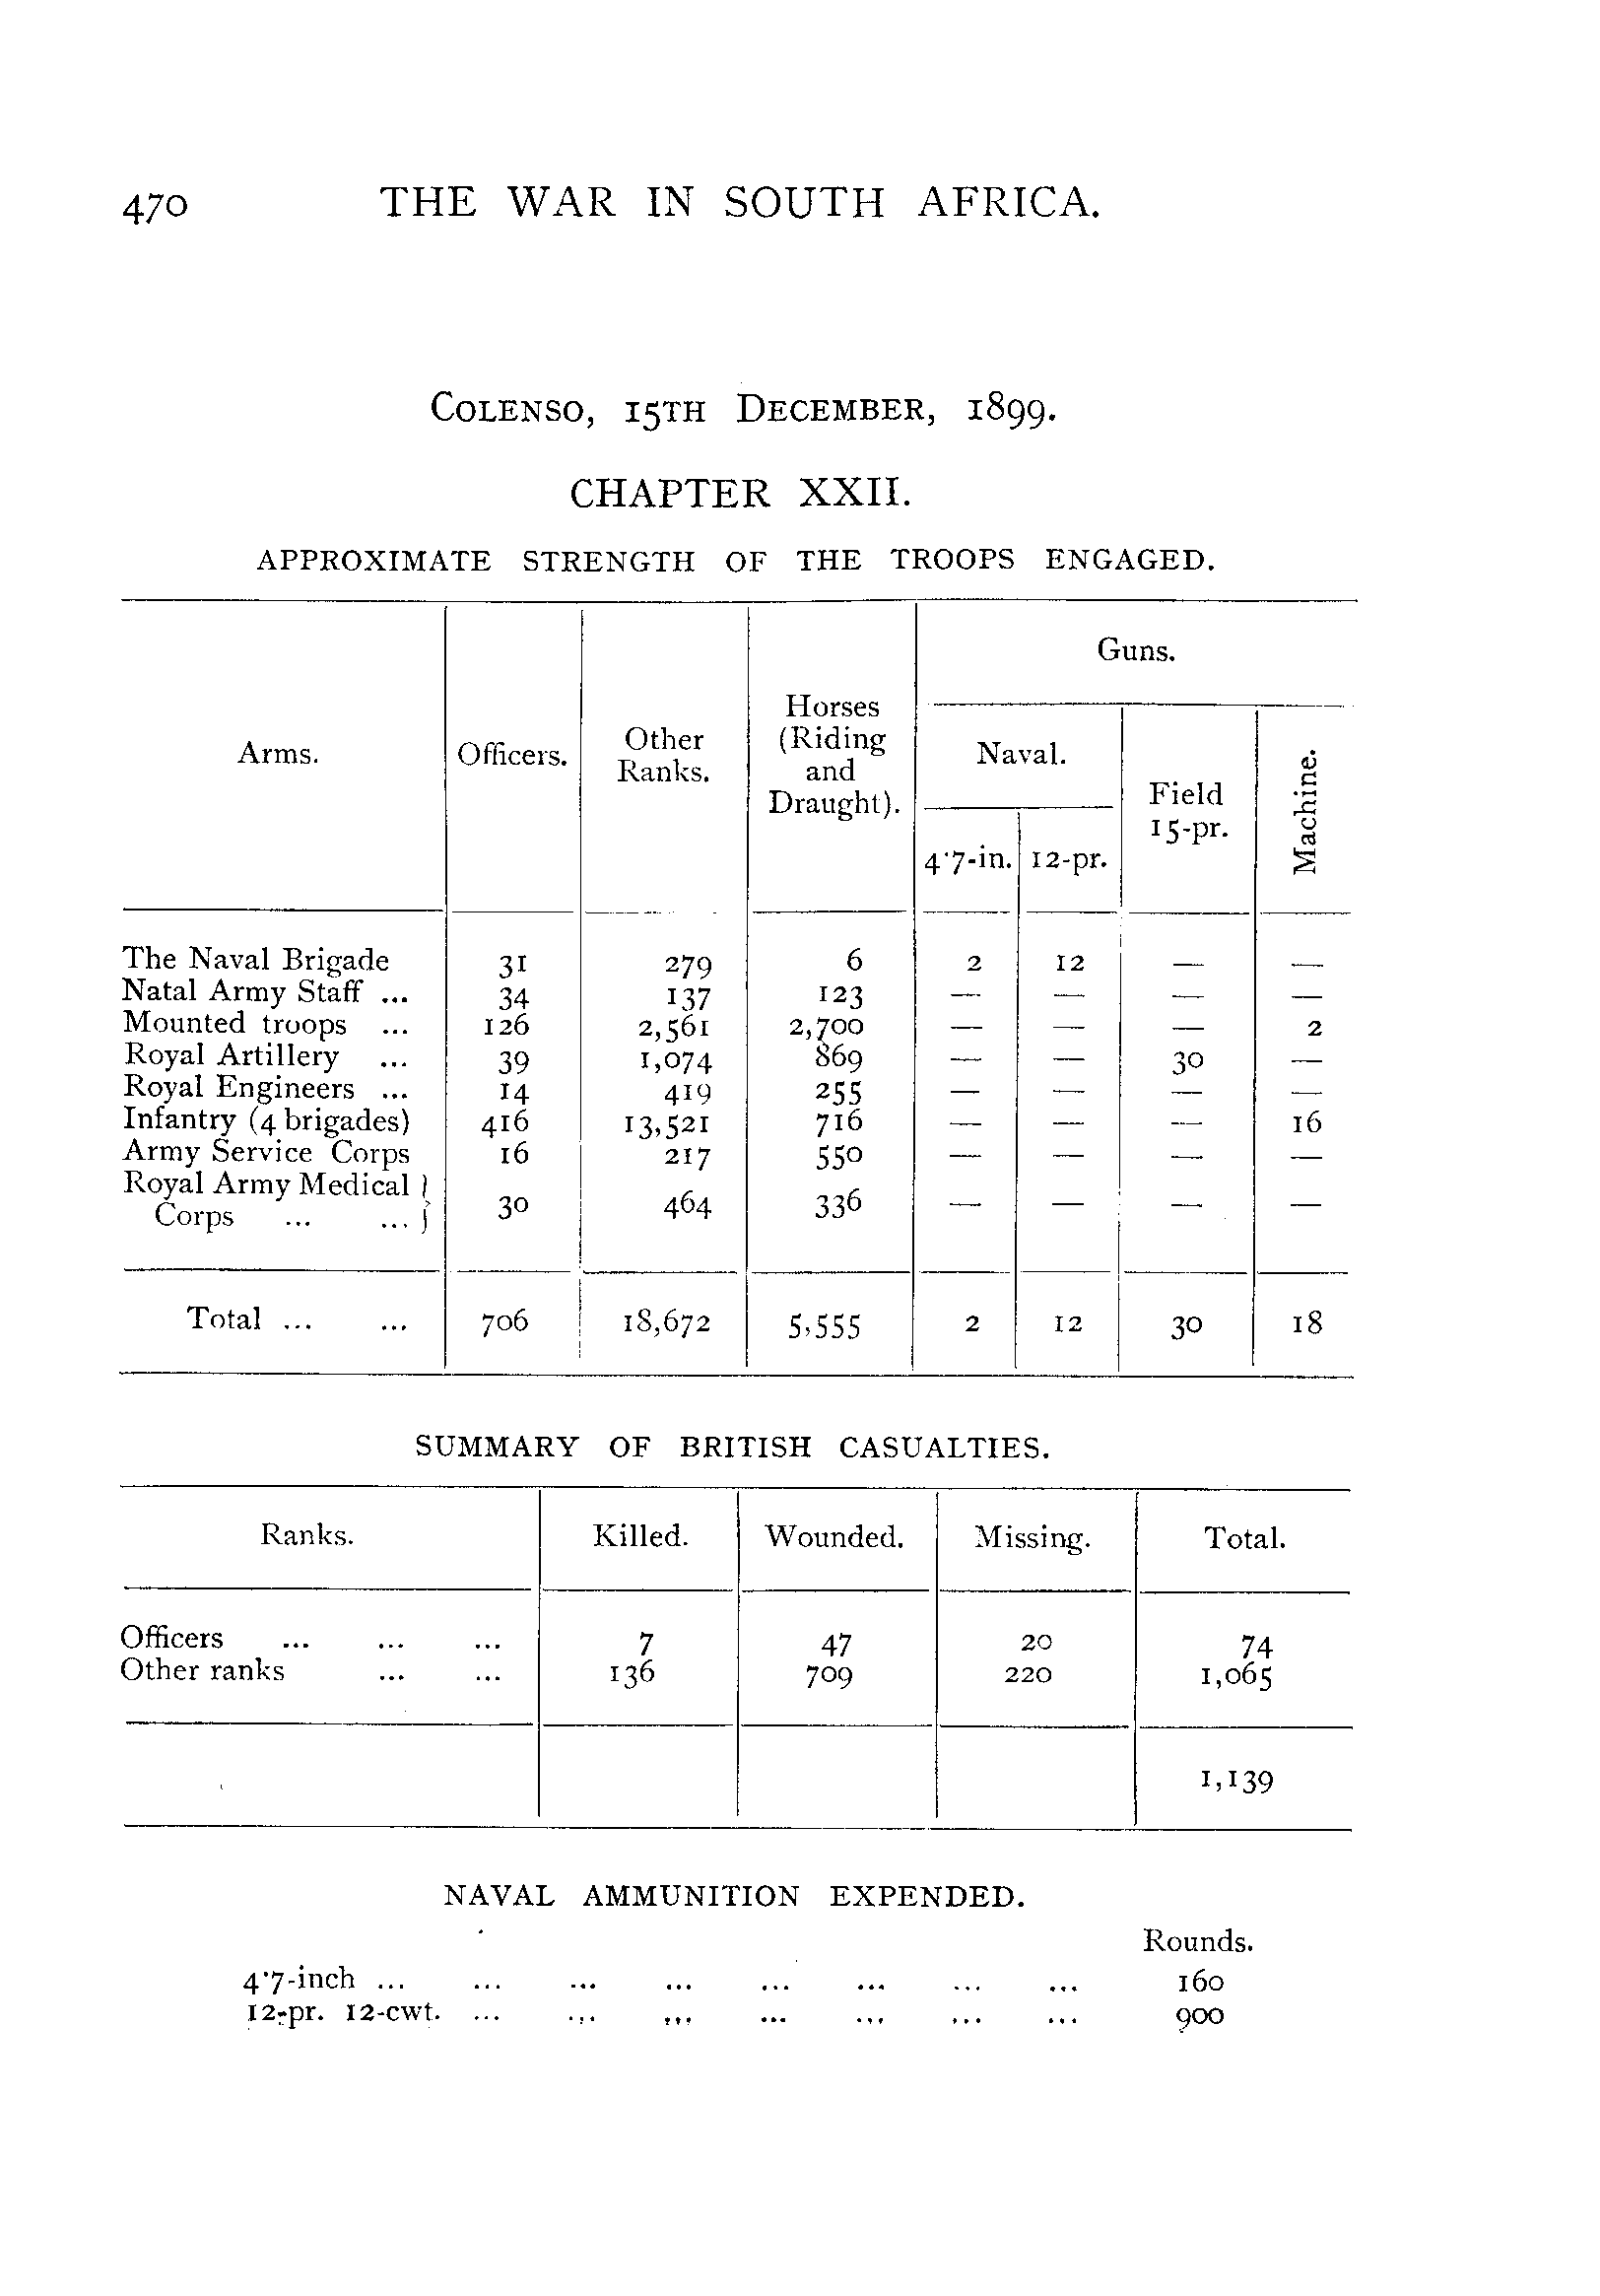 470 THE WAR IN SOUTH AFRICA.
COLENSO, 15TH DECEMBER, 1899.
CHAPTER XXII.
APPROXIMATE STRENGTH OF THE TROOPS ENGAGED.
Arms. Officers. Other Ranks. Horses (Riding and Draught). Guns.
Naval. Field 15-pr. Machine.
4·7-in. 12-pr.
The Naval Brigade 31 279 6 2 12 — —
Natal Army Staff ... 34 137 123 — — — —
Mounted troops ... 126 2,561 2,700 — — — 2
Royal Artillery ... 39 1,074 869 — — 30 —
Royal Engineers ... 14 419 255 — — — —
Infantry (4 brigades) 416 13,521 716 — — — 16
Army Service Corps 16 217 550 — — — —
Royal Army Medical }
Corps ... ... } 30 464 336 — — — —
Total ... ... 706 18,672 5,555 2 12 30 18
SUMMARY OF BRITISH CASUALTIES.
Ranks. Killed. Wounded. Missing. Total.
Officers ... ... ... 7 47 20 74
Other ranks ... ... 136 709 220 1,065
1,139
NAVAL AMMUNITION EXPENDED.
Rounds.
4·7-inch ... ... ... ... ... ... ... ... 160
12-pr. 12-cwt. ... ... ... ... ... ... ... 900